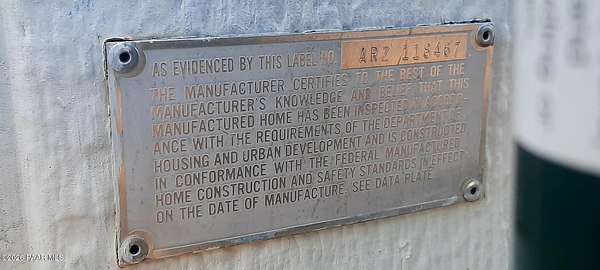 AS EVIDENCED BY THIS LABEL NO. ARZ 118467
THE MANUFACTURER CERTIFIES TO THE BEST OF THE
MANUFACTURER'S KNOWLEDGE AND BELIEF THAT THIS
MANUFACTURED HOME HAS BEEN INSPECTED IN ACCORD-
ANCE WITH THE REQUIREMENTS OF THE DEPARTMENT OF
HOUSING AND URBAN DEVELOPMENT AND IS CONSTRUCTED
IN CONFORMANCE WITH THE FEDERAL MANUFACTURED
HOME CONSTRUCTION AND SAFETY STANDARDS IN EFFECT
ON THE DATE OF MANUFACTURE. SEE DATA PLATE.
© 2026 PAAR MLS